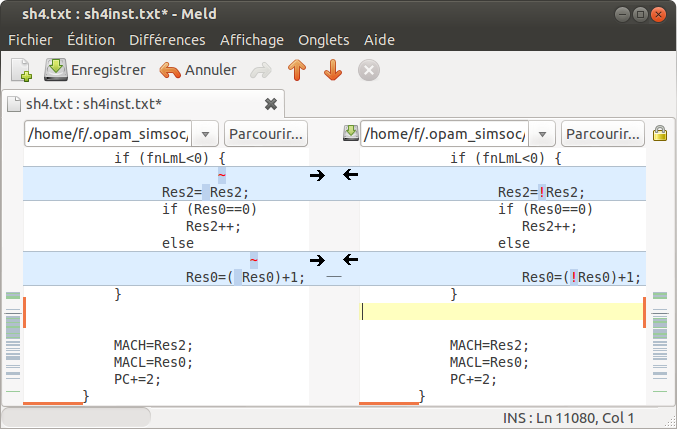 sh4.txt : sh4inst.txt* - Meld
Fichier Édition Différences Affichage Onglets Aide
Enregistrer Annuler
sh4.txt : sh4inst.txt*
/home/f/.opam_simsoc/ Parcourir... /home/f/.opam_simsoc/ Parcourir...
if (fnLmL<0) {
~
Res2= Res2;
if (Res0==0)
Res2++;
else
~
Res0=( Res0)+1;
}
MACH=Res2;
MACL=Res0;
PC+=2;
}
if (fnLmL<0) {
Res2=!Res2;
if (Res0==0)
Res2++;
else
Res0=(!Res0)+1;
}
MACH=Res2;
MACL=Res0;
PC+=2;
}
INS : Ln 11080, Col 1